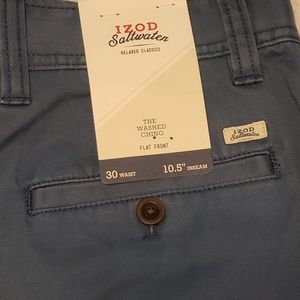 IZOD
Saltwater
RELAXED CLASSICS
THE
WASHED
CHINO
FLAT FRONT
30 WAIST 10.5" INSEAM
IZOD
Saltwater